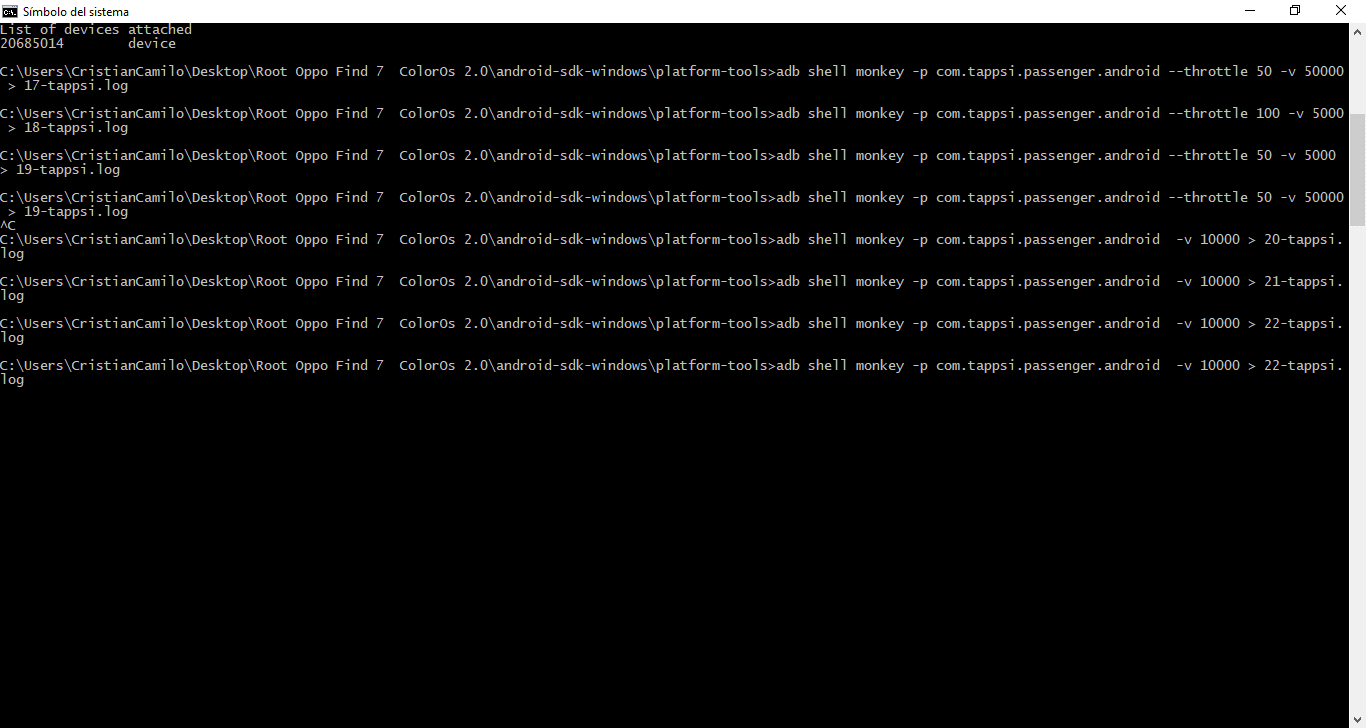 Símbolo del sistema
List of devices attached
20685014        device
C:\Users\CristianCamilo\Desktop\Root Oppo Find 7  ColorOs 2.0\android-sdk-windows\platform-tools>adb shell monkey -p com.tappsi.passenger.android --throttle 50 -v 50000
 > 17-tappsi.log
C:\Users\CristianCamilo\Desktop\Root Oppo Find 7  ColorOs 2.0\android-sdk-windows\platform-tools>adb shell monkey -p com.tappsi.passenger.android --throttle 100 -v 5000
 > 18-tappsi.log
C:\Users\CristianCamilo\Desktop\Root Oppo Find 7  ColorOs 2.0\android-sdk-windows\platform-tools>adb shell monkey -p com.tappsi.passenger.android --throttle 50 -v 5000
> 19-tappsi.log
C:\Users\CristianCamilo\Desktop\Root Oppo Find 7  ColorOs 2.0\android-sdk-windows\platform-tools>adb shell monkey -p com.tappsi.passenger.android --throttle 50 -v 50000
 > 19-tappsi.log
^C
C:\Users\CristianCamilo\Desktop\Root Oppo Find 7  ColorOs 2.0\android-sdk-windows\platform-tools>adb shell monkey -p com.tappsi.passenger.android  -v 10000 > 20-tappsi.
log
C:\Users\CristianCamilo\Desktop\Root Oppo Find 7  ColorOs 2.0\android-sdk-windows\platform-tools>adb shell monkey -p com.tappsi.passenger.android  -v 10000 > 21-tappsi.
log
C:\Users\CristianCamilo\Desktop\Root Oppo Find 7  ColorOs 2.0\android-sdk-windows\platform-tools>adb shell monkey -p com.tappsi.passenger.android  -v 10000 > 22-tappsi.
log
C:\Users\CristianCamilo\Desktop\Root Oppo Find 7  ColorOs 2.0\android-sdk-windows\platform-tools>adb shell monkey -p com.tappsi.passenger.android  -v 10000 > 22-tappsi.
log